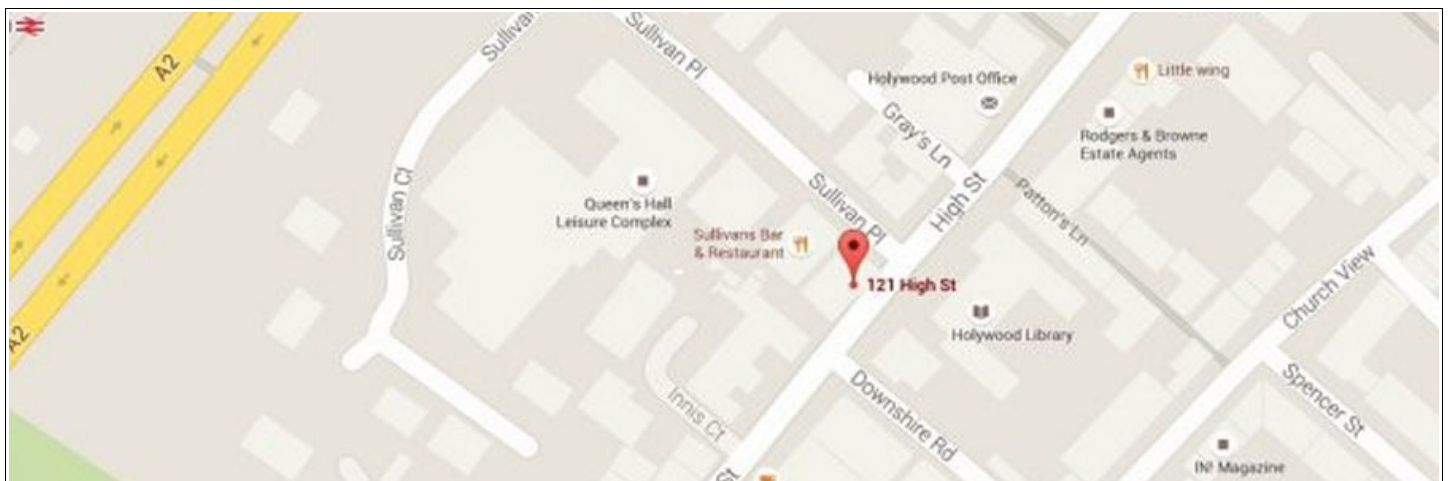 A2
Sullivan
Sullivan Pl
Holywood Post Office
Little wing
Gray's Ln
Rodgers & Browne
Estate Agents
Sullivan Cl
Queen's Hall
Leisure Complex
Sullivan Pl
High St
Patton's Ln
Sullivans Bar
& Restaurant
121 High St
Church View
Holywood Library
A2
Innis Ct
Downshire Rd
Spencer St
St
IN! Magazine